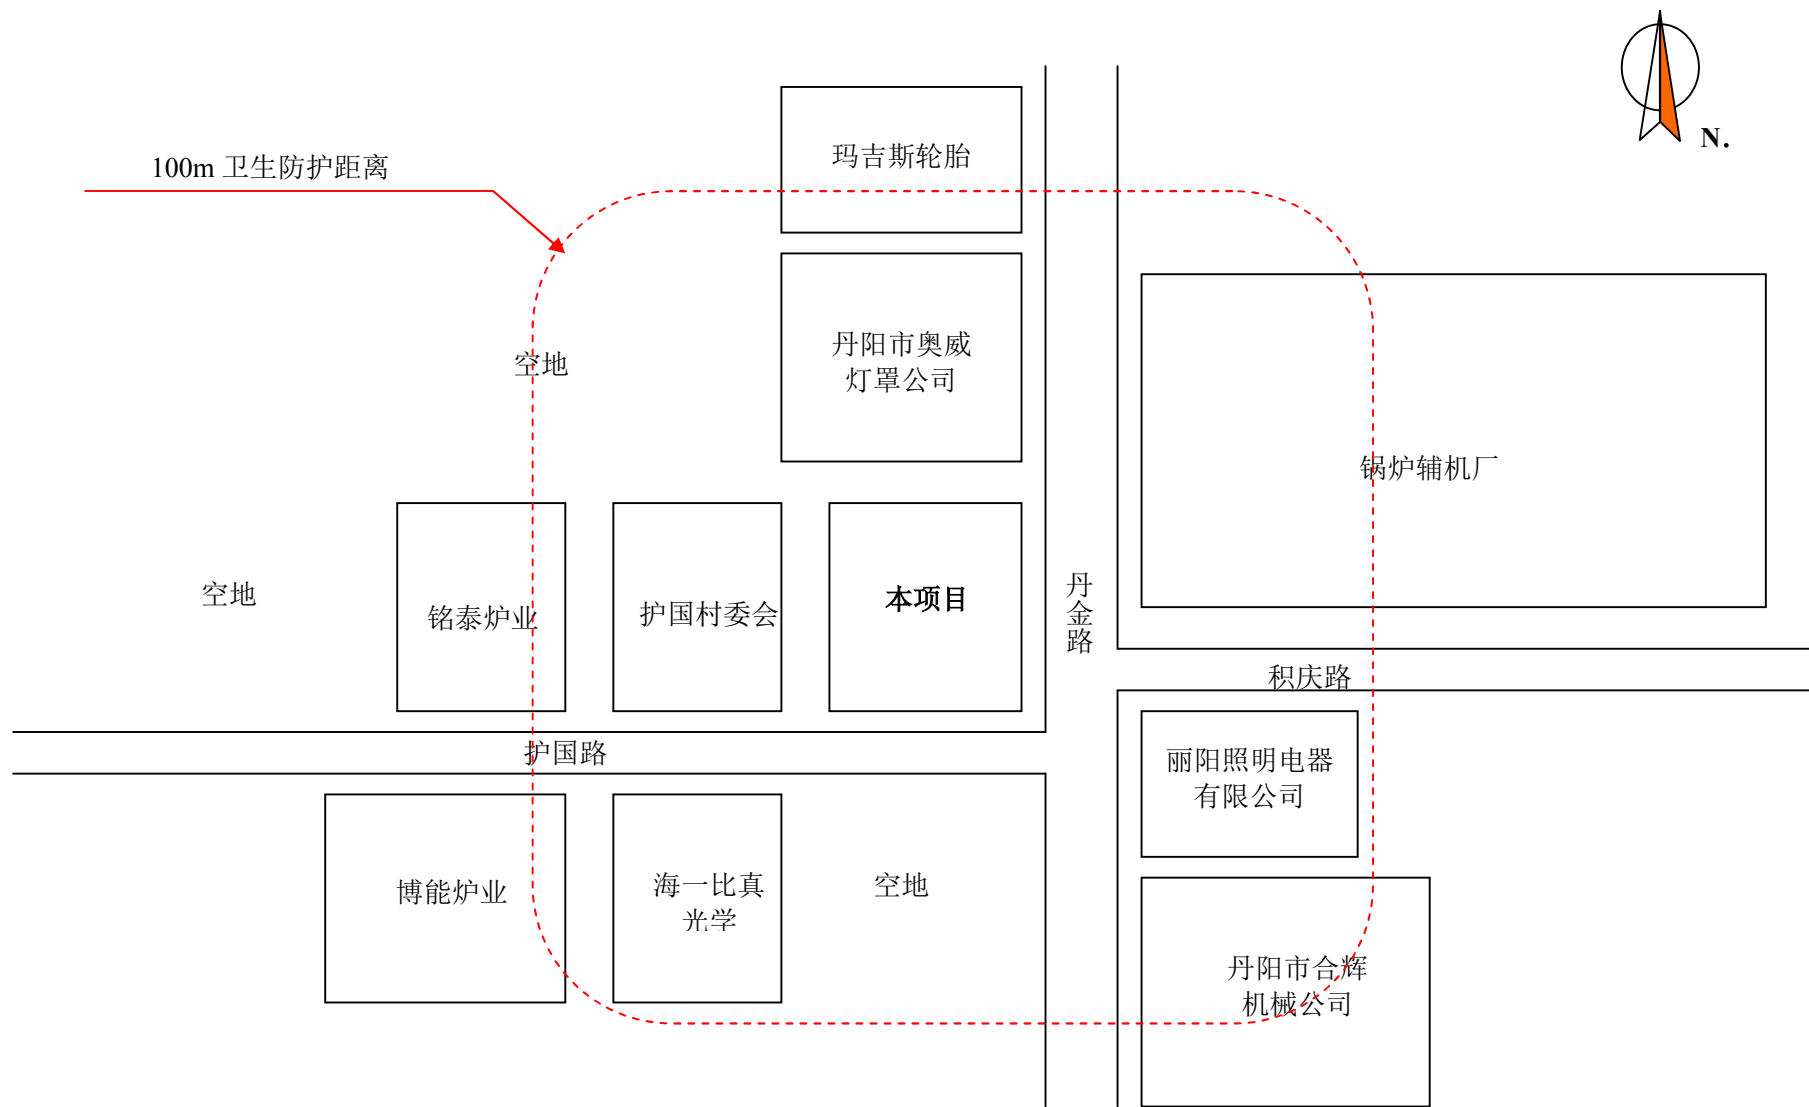 N.
玛吉斯轮胎
100m 卫生防护距离
丹阳市奥威
灯罩公司
空地
锅炉辅机厂
空地
铭泰炉业
护国村委会
本项目
丹金路
积庆路
护国路
丽阳照明电器
有限公司
博能炉业
海一比真
光学
空地
丹阳市合辉
机械公司